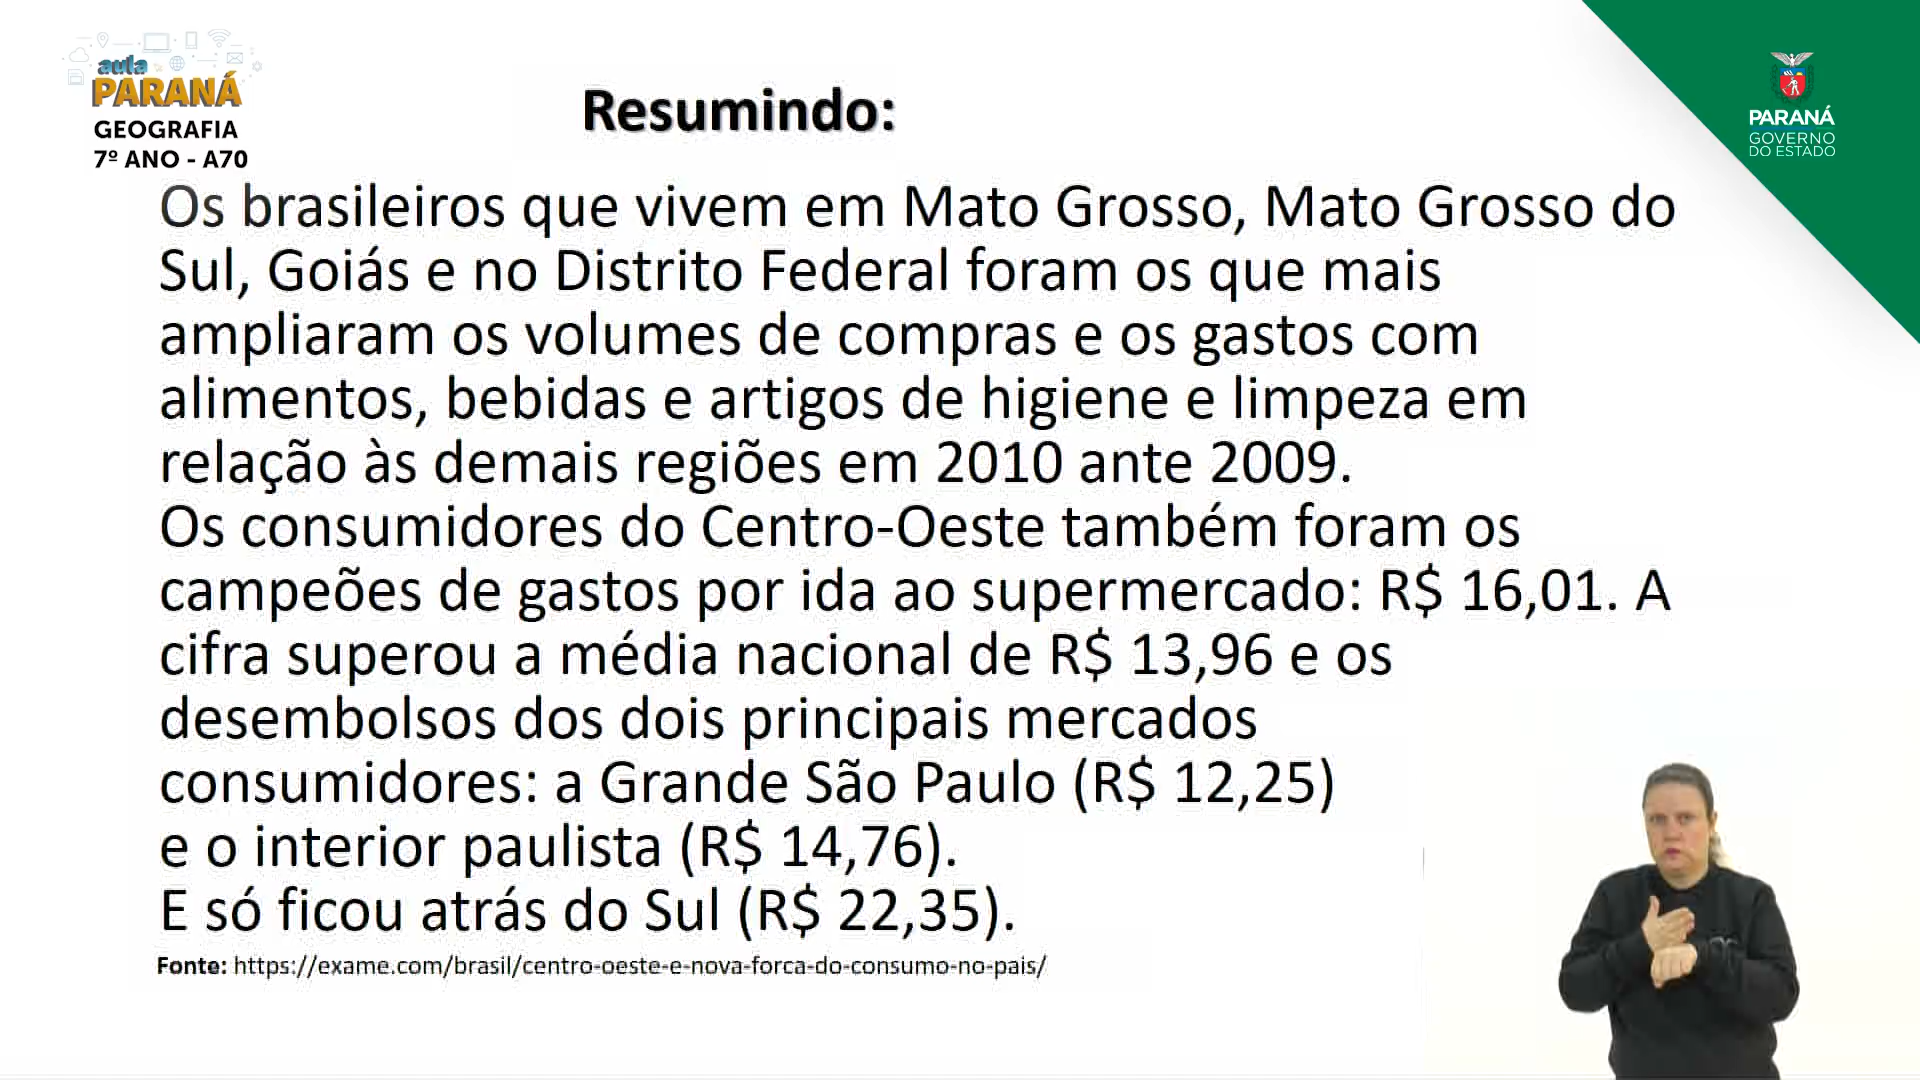 aula
PARANÁ
GEOGRAFIA
7º ANO - A70
Resumindo:
PARANÁ
GOVERNO
DO ESTADO
Os brasileiros que vivem em Mato Grosso, Mato Grosso do
Sul, Goiás e no Distrito Federal foram os que mais
ampliaram os volumes de compras e os gastos com
alimentos, bebidas e artigos de higiene e limpeza em
relação às demais regiões em 2010 ante 2009.
Os consumidores do Centro-Oeste também foram os
campeões de gastos por ida ao supermercado: R$ 16,01. A
cifra superou a média nacional de R$ 13,96 e os
desembolsos dos dois principais mercados
consumidores: a Grande São Paulo (R$ 12,25)
e o interior paulista (R$ 14,76).
E só ficou atrás do Sul (R$ 22,35).
Fonte: https://exame.com/brasil/centro-oeste-e-nova-forca-do-consumo-no-pais/